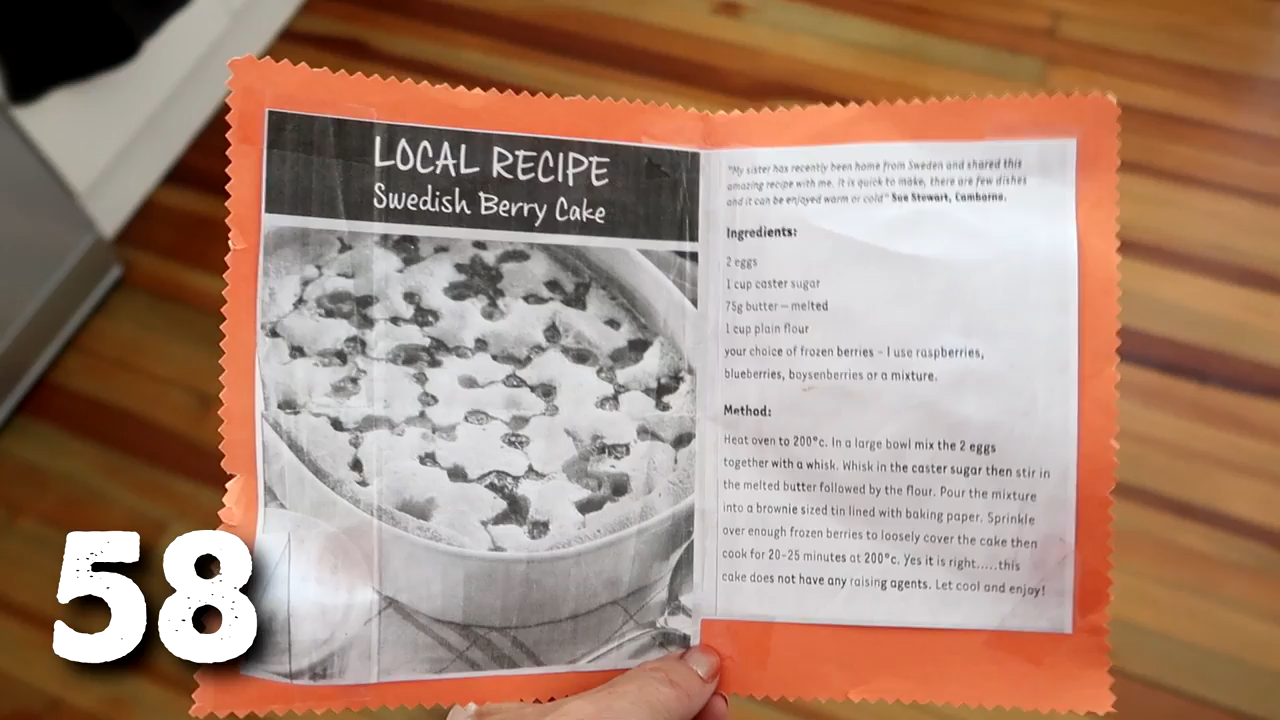 LOCAL RECIPE
Swedish Berry Cake
"My sister has recently been home from Sweden and shared this
amazing recipe with me. It is quick to make, there are few dishes
and it can be enjoyed warm or cold" Sue Stewart, Camborne.
Ingredients:
2 eggs
1 cup caster sugar
75g butter – melted
1 cup plain flour
your choice of frozen berries - I use raspberries,
blueberries, boysenberries or a mixture.
Method:
Heat oven to 200°c. In a large bowl mix the 2 eggs
together with a whisk. Whisk in the caster sugar then stir in
the melted butter followed by the flour. Pour the mixture
into a brownie sized tin lined with baking paper. Sprinkle
over enough frozen berries to loosely cover the cake then
cook for 20-25 minutes at 200°c. Yes it is right.....this
cake does not have any raising agents. Let cool and enjoy!
58